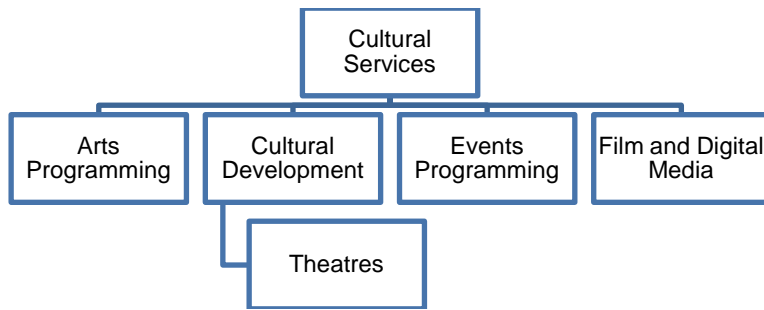 Cultural
Services
Arts
Programming
Cultural
Development
Events
Programming
Film and Digital
Media
Theatres